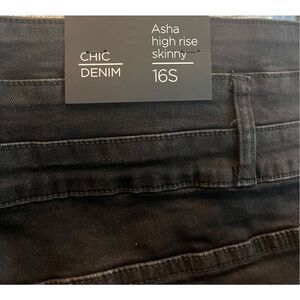 CHIC
DENIM
Asha
high rise
skinny
16S